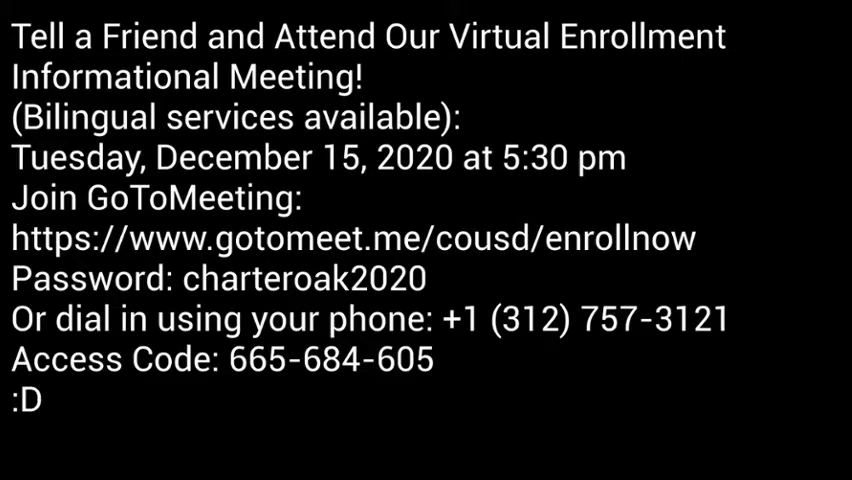 Tell a Friend and Attend Our Virtual Enrollment
Informational Meeting!
(Bilingual services available):
Tuesday, December 15, 2020 at 5:30 pm
Join GoToMeeting:
https://www.gotomeet.me/cousd/enrollnow
Password: charteroak2020
Or dial in using your phone: +1 (312) 757-3121
Access Code: 665-684-605
:D